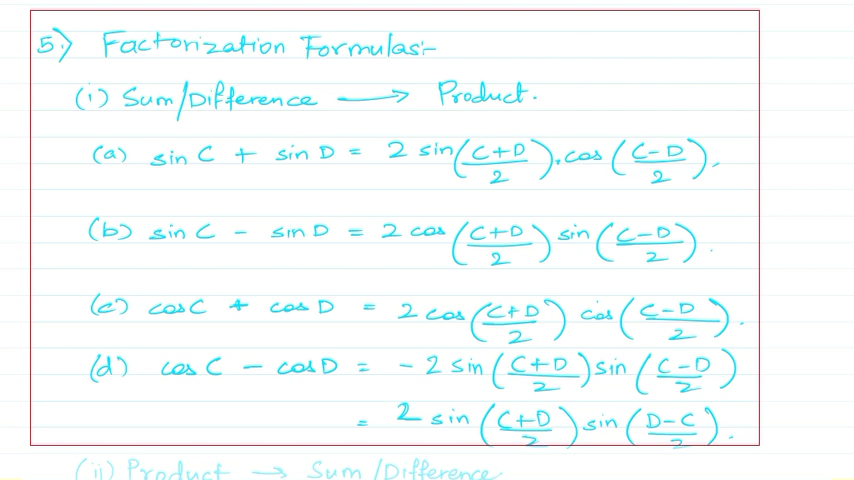 5.) Factorization Formulas:-
(i) Sum/Difference ⟶ Product.
(a) sin C + sin D = 2 sin((C+D)/2).cos((C-D)/2).
(b) sin C - sin D = 2 cos((C+D)/2) sin((C-D)/2).
(c) cos C + cos D = 2 cos((C+D)/2) cos((C-D)/2).
(d) cos C - cos D = -2 sin((C+D)/2) sin((C-D)/2)
= 2 sin((C+D)/2) sin((D-C)/2).
(ii) Product → Sum/Difference